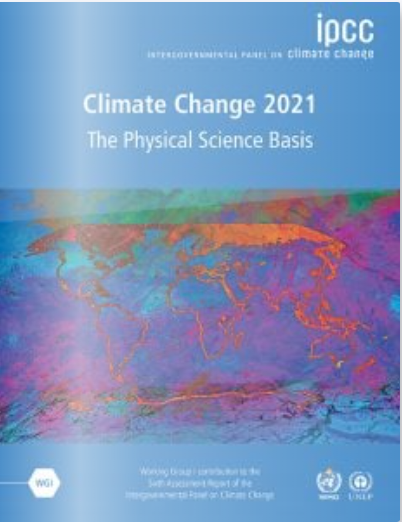 ipcc
INTERGOVERNMENTAL PANEL ON climate change
Climate Change 2021
The Physical Science Basis
WGI
Working Group I contribution to the
Sixth Assessment Report of the
Intergovernmental Panel on Climate Change
WMO UNEP